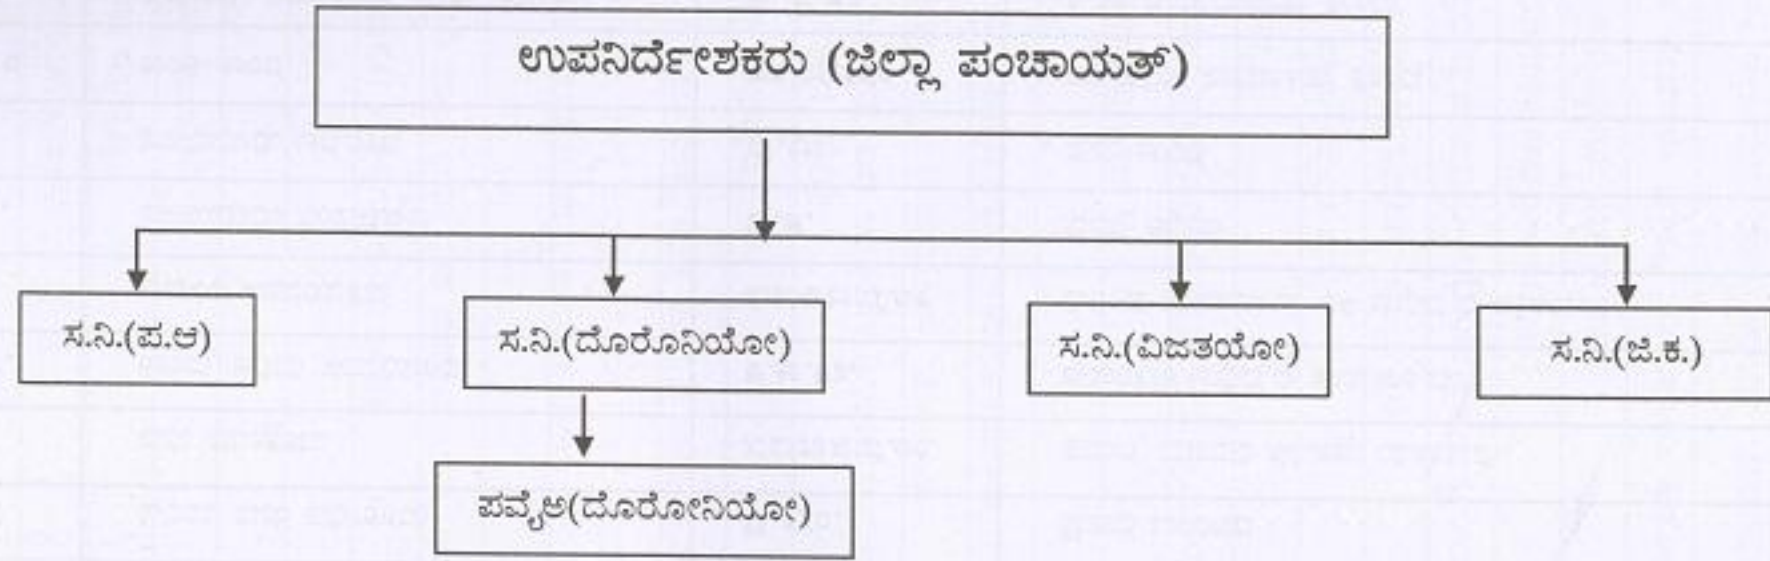 ಉಪನಿರ್ದೇಶಕರು (ಜಿಲ್ಲಾ ಪಂಚಾಯತ್)
ಸ.ನಿ.(ಪ.ಆ)
ಸ.ನಿ.(ದೊರೊನಿಯೋ)
ಸ.ನಿ.(ವಿಜತಯೋ)
ಸ.ನಿ.(ಜಿ.ಕ.)
ಪವೈಅ(ದೊರೋನಿಯೋ)